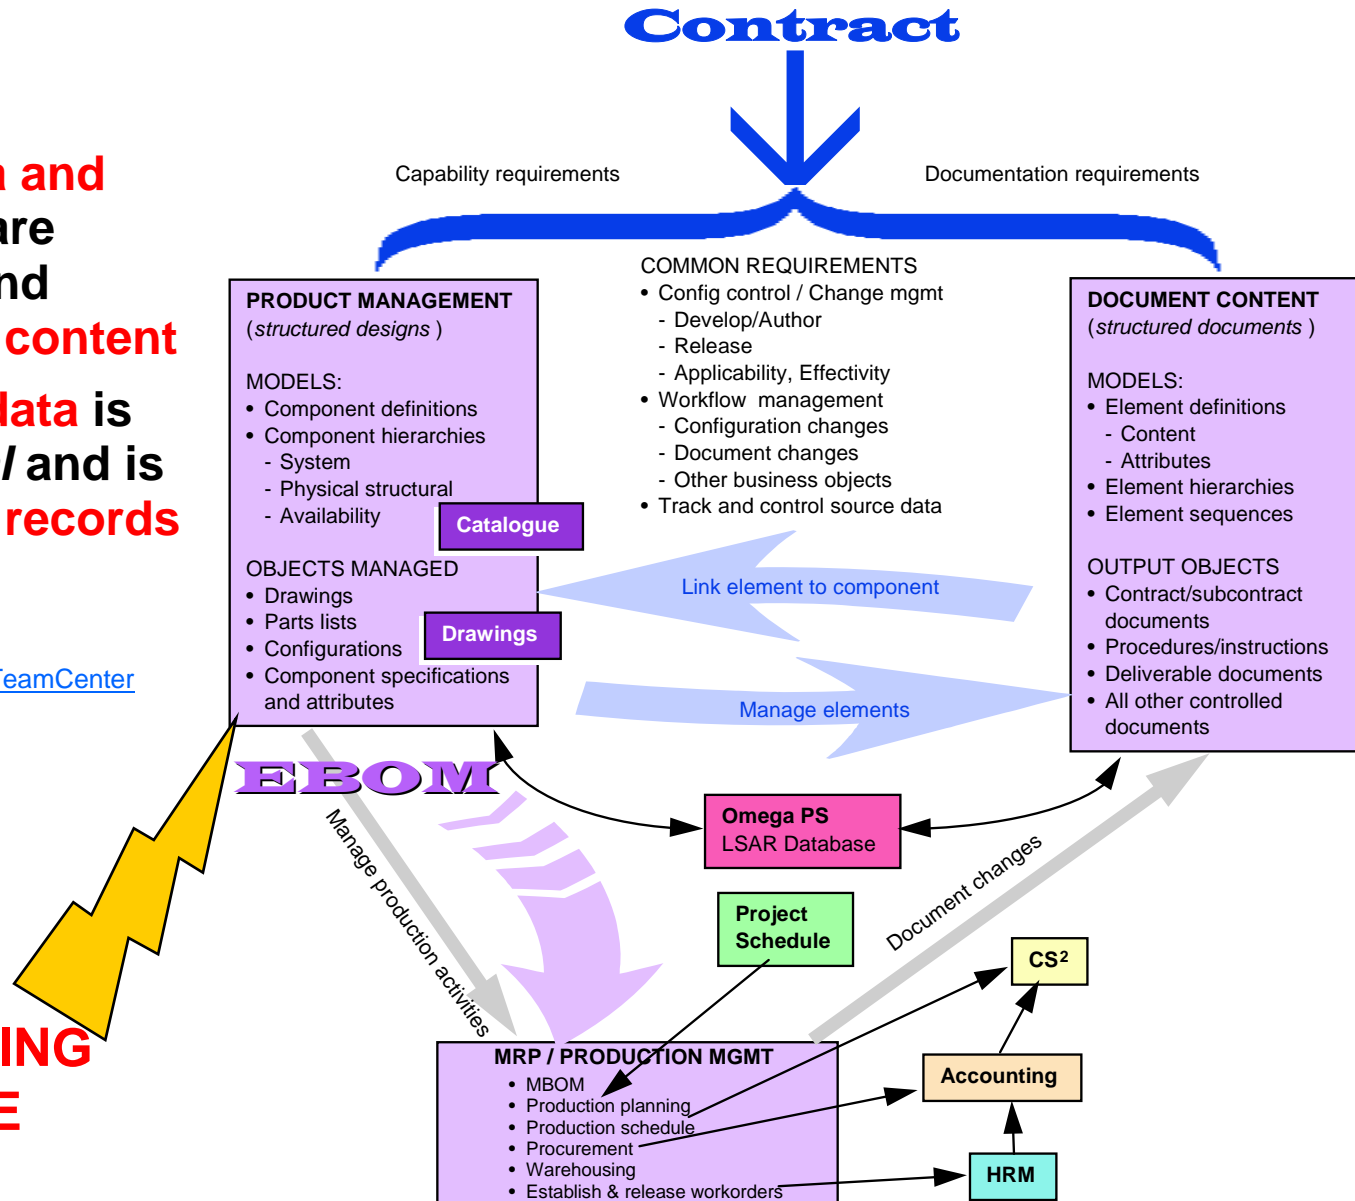 Contract
Capability requirements
Documentation requirements
and
are
content
data is
and is
records
TeamCenter
PRODUCT MANAGEMENT
(structured designs )
MODELS:
• Component definitions
• Component hierarchies
- System
- Physical structural
- Availability
Catalogue
OBJECTS MANAGED
• Drawings
• Parts lists
• Configurations
• Component specifications
and attributes
Drawings
COMMON REQUIREMENTS
• Config control / Change mgmt
- Develop/Author
- Release
- Applicability, Effectivity
• Workflow management
- Configuration changes
- Document changes
- Other business objects
• Track and control source data
Link element to component
Manage elements
DOCUMENT CONTENT
(structured documents )
MODELS:
• Element definitions
- Content
- Attributes
• Element hierarchies
• Element sequences
OUTPUT OBJECTS
• Contract/subcontract
documents
• Procedures/instructions
• Deliverable documents
• All other controlled
documents
EBOM
Manage production activities
Omega PS
LSAR Database
Document changes
Project
Schedule
CS²
Accounting
HRM
MRP / PRODUCTION MGMT
• MBOM
• Production planning
• Production schedule
• Procurement
• Warehousing
• Establish & release workorders